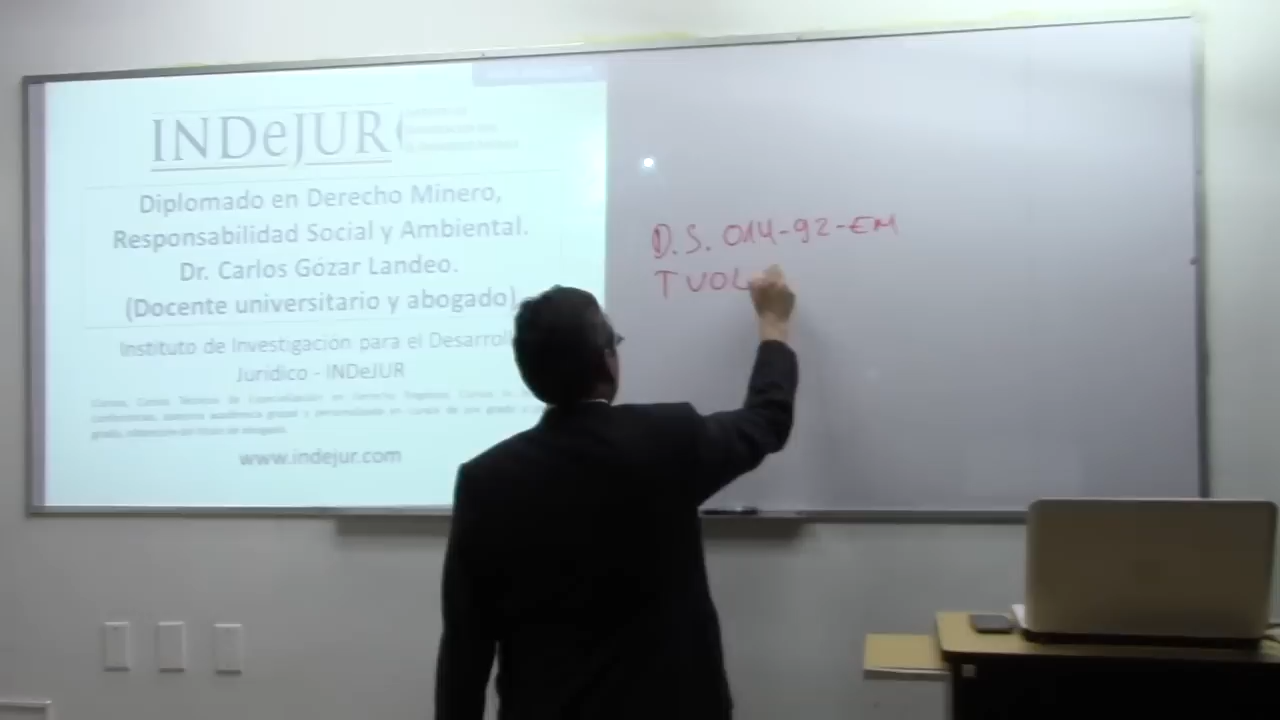 INDeJUR
Diplomado en Derecho Minero,
Responsabilidad Social y Ambiental.
Dr. Carlos Gózar Landeo.
(Docente universitario y abogado)
Instituto de Investigación para el Desarroll
Jurídico - INDeJUR
www.indejur.com
D.S. 014-92-EM
TUOL